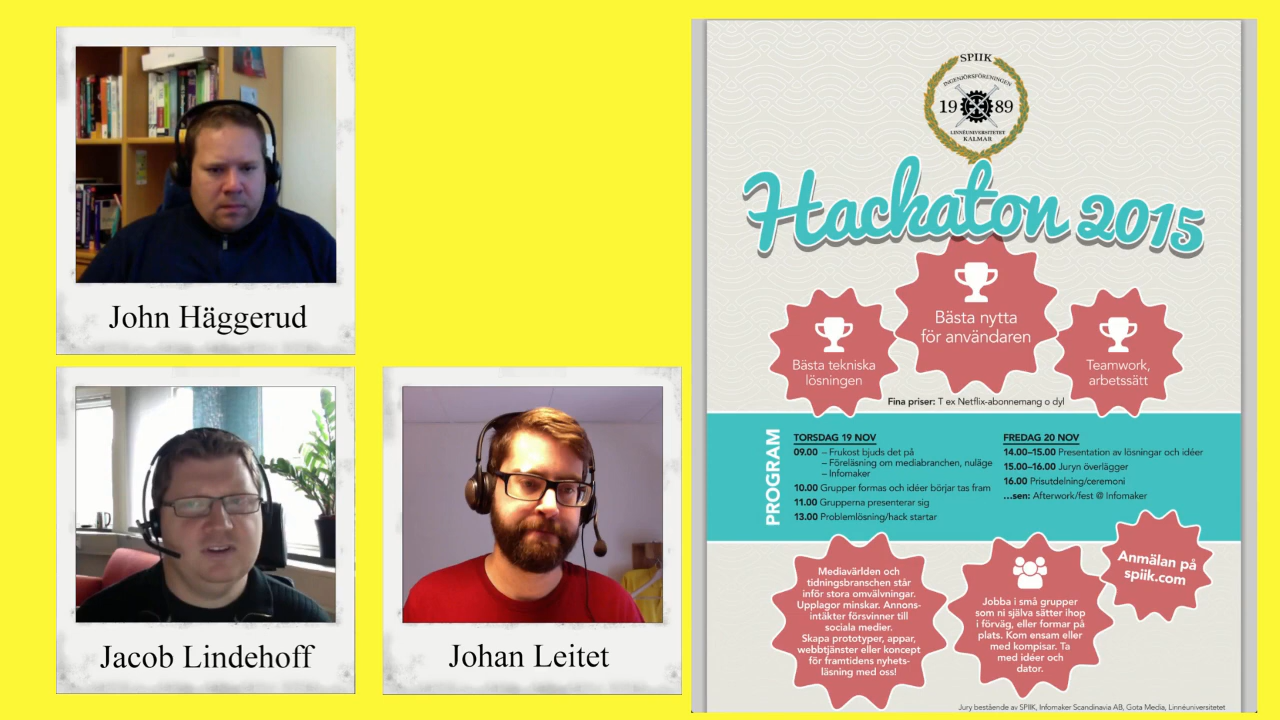 John Häggerud
Jacob Lindehoff
Johan Leitet
SPIIK
INGENJÖRSFÖRENINGEN
19 89
LINNÉUNIVERSITETET
KALMAR
Hackaton 2015
Bästa tekniska
lösningen
Bästa nytta
för användaren
Teamwork,
arbetssätt
Fina priser: T ex Netflix-abonnemang o dyl
PROGRAM
TORSDAG 19 NOV
09.00 – Frukost bjuds det på
– Föreläsning om mediabranchen, nuläge
– Infomaker
10.00 Grupper formas och idéer börjar tas fram
11.00 Grupperna presenterar sig
13.00 Problemlösning/hack startar
FREDAG 20 NOV
14.00–15.00 Presentation av lösningar och idéer
15.00–16.00 Juryn överlägger
16.00 Prisutdelning/ceremoni
...sen: Afterwork/fest @ Infomaker
Mediavärlden och
tidningsbranschen står
inför stora omvälvningar.
Upplagor minskar. Annons-
intäkter försvinner till
sociala medier.
Skapa prototyper, appar,
webbtjänster eller koncept
för framtidens nyhets-
läsning med oss!
Jobba i små grupper
som ni själva sätter ihop
i förväg, eller formar på
plats. Kom ensam eller
med kompisar. Ta
med idéer och
dator.
Anmälan på
spiik.com
Jury bestående av SPIIK, Infomaker Scandinavia AB, Gota Media, Linnéuniversitetet